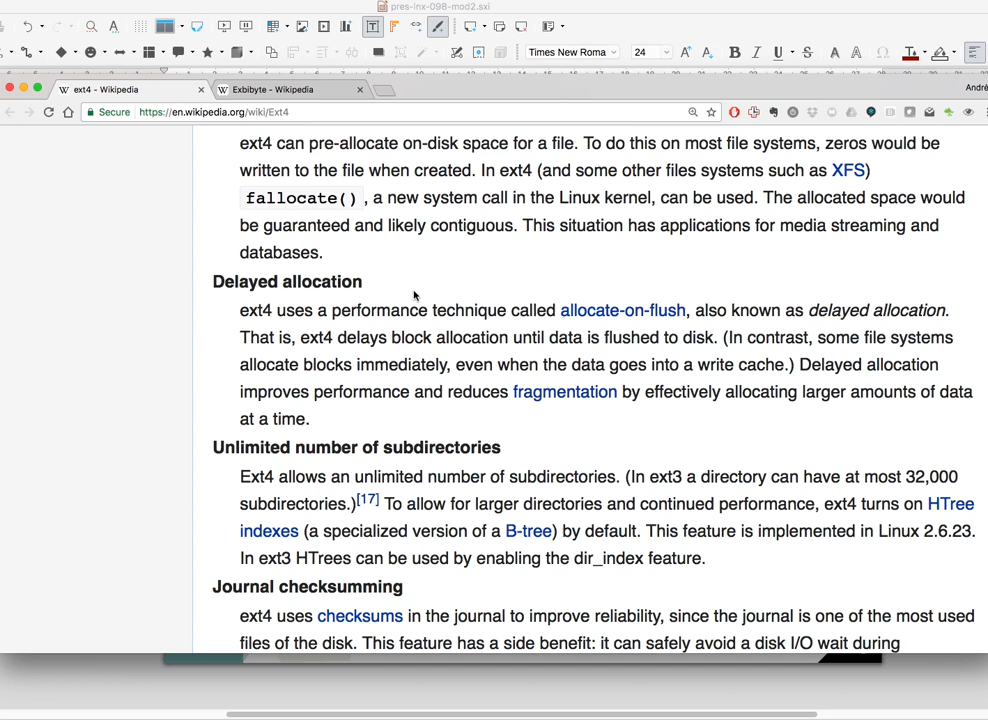 pres-lnx-098-mod2.sxi
Times New Roma
24
ext4 - Wikipedia
Exbibyte - Wikipedia
André
Secure https://en.wikipedia.org/wiki/Ext4
ext4 can pre-allocate on-disk space for a file. To do this on most file systems, zeros would be
written to the file when created. In ext4 (and some other files systems such as XFS)
fallocate() , a new system call in the Linux kernel, can be used. The allocated space would
be guaranteed and likely contiguous. This situation has applications for media streaming and
databases.
Delayed allocation
ext4 uses a performance technique called allocate-on-flush, also known as delayed allocation.
That is, ext4 delays block allocation until data is flushed to disk. (In contrast, some file systems
allocate blocks immediately, even when the data goes into a write cache.) Delayed allocation
improves performance and reduces fragmentation by effectively allocating larger amounts of data
at a time.
Unlimited number of subdirectories
Ext4 allows an unlimited number of subdirectories. (In ext3 a directory can have at most 32,000
subdirectories.)[17] To allow for larger directories and continued performance, ext4 turns on HTree
indexes (a specialized version of a B-tree) by default. This feature is implemented in Linux 2.6.23.
In ext3 HTrees can be used by enabling the dir_index feature.
Journal checksumming
ext4 uses checksums in the journal to improve reliability, since the journal is one of the most used
files of the disk. This feature has a side benefit: it can safely avoid a disk I/O wait during